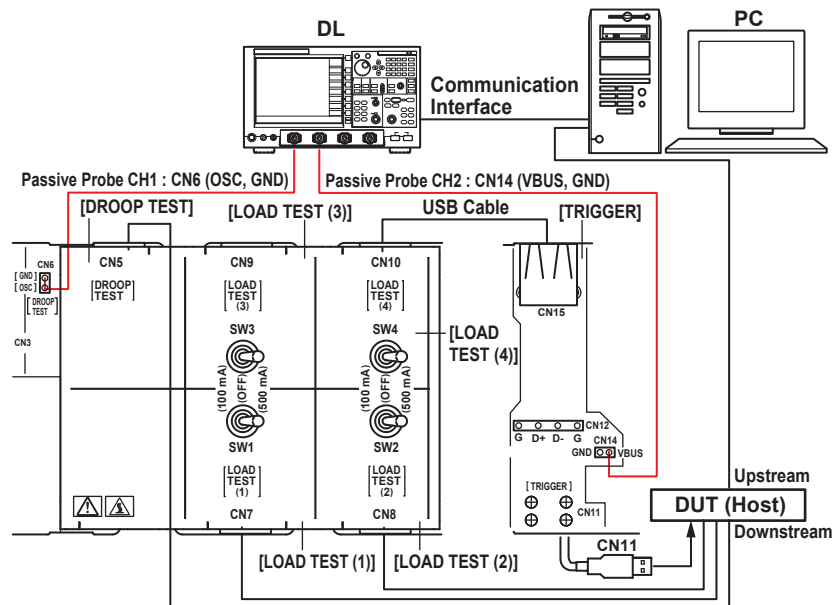 DL
PC
Communication
Interface
Passive Probe CH1 : CN6 (OSC, GND)
Passive Probe CH2 : CN14 (VBUS, GND)
[DROOP TEST]
[LOAD TEST (3)]
USB Cable
[TRIGGER]
CN6
[ GND ]
[ OSC ]
[DROOP
TEST]
CN3
CN5
[DROOP
TEST]
CN9
[LOAD
TEST
(3)]
SW3
CN10
[LOAD
TEST
(4)]
SW4
[LOAD
TEST (4)]
(100 mA)
(OFF)
(500 mA)
(100 mA)
(OFF)
(500 mA)
SW1
[LOAD
TEST
(1)]
CN7
SW2
[LOAD
TEST
(2)]
CN8
[LOAD TEST (1)]
[LOAD TEST (2)]
CN15
CN12
G D+ D- G
CN14
GND
VBUS
[ TRIGGER ]
CN11
CN11
Upstream
DUT (Host)
Downstream